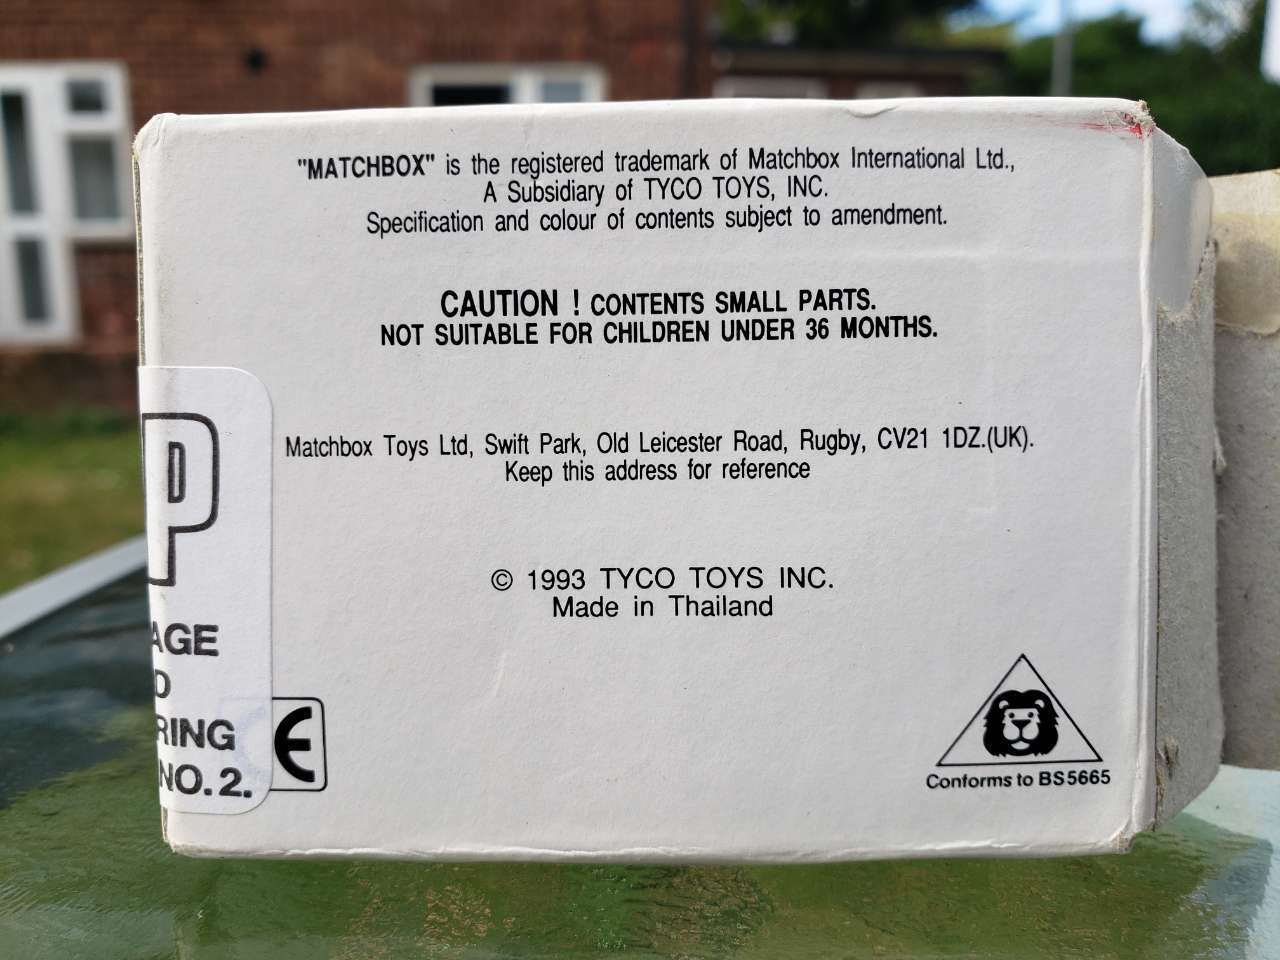 "MATCHBOX" is the registered trademark of Matchbox International Ltd.,
A Subsidiary of TYCO TOYS, INC.
Specification and colour of contents subject to amendment.
CAUTION ! CONTENTS SMALL PARTS.
NOT SUITABLE FOR CHILDREN UNDER 36 MONTHS.
Matchbox Toys Ltd, Swift Park, Old Leicester Road, Rugby, CV21 1DZ.(UK).
Keep this address for reference
© 1993 TYCO TOYS INC.
Made in Thailand
P
AGE
D
RING
NO.2.
CE
Conforms to BS5665